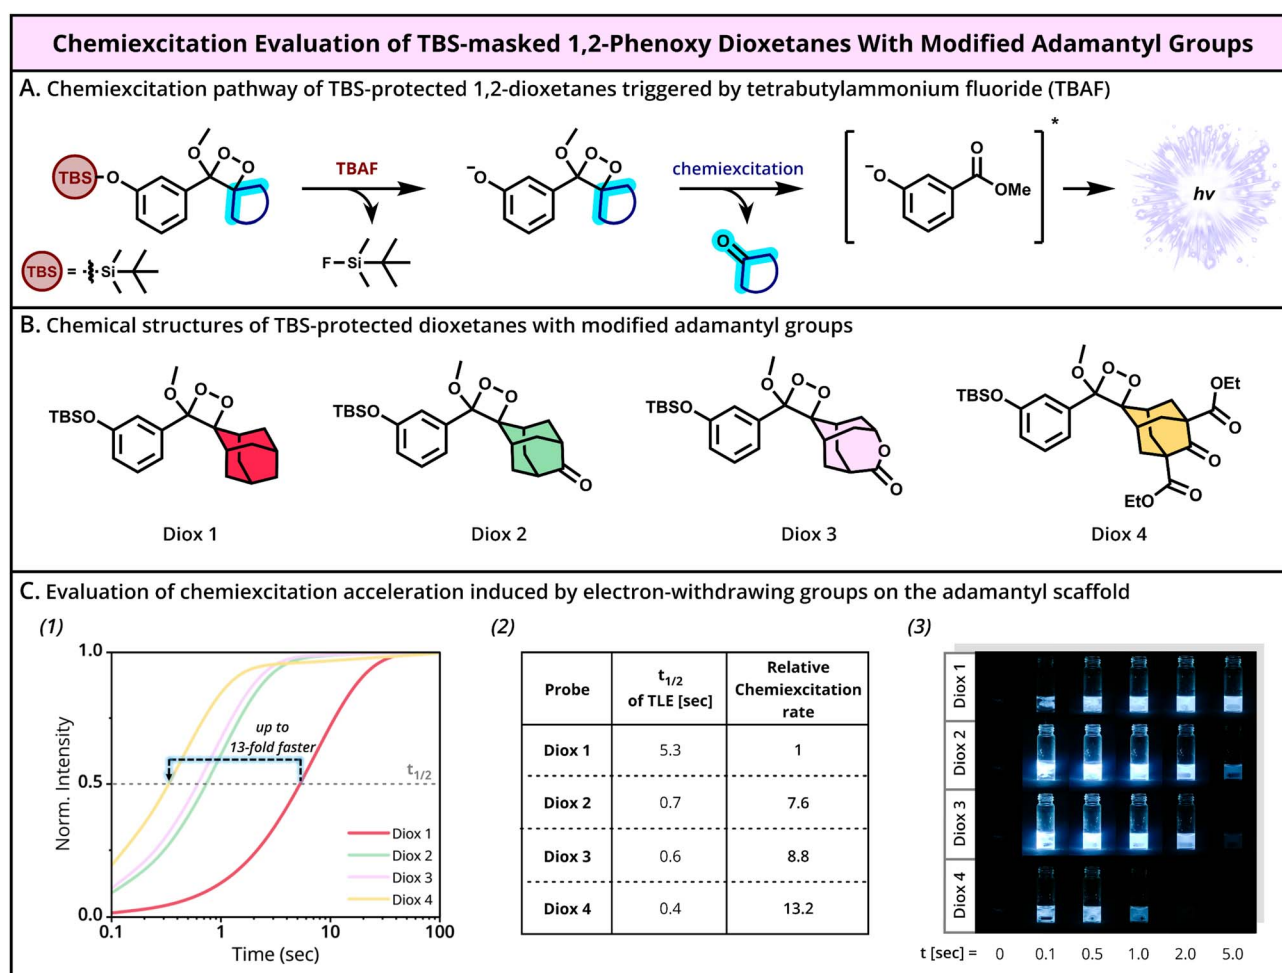 Chemiexcitation Evaluation of TBS-masked 1,2-Phenoxy Dioxetanes With Modified Adamantyl Groups
A. Chemiexcitation pathway of TBS-protected 1,2-dioxetanes triggered by tetrabutylammonium fluoride (TBAF)
TBS
O
O
O
O
TBAF
F
Si
−
O
O
O
O
chemiexcitation
O
−
O
O
OMe
*
hν
TBS = Si
B. Chemical structures of TBS-protected dioxetanes with modified adamantyl groups
TBSO
O
O
O
Diox 1
TBSO
O
O
O
O
Diox 2
TBSO
O
O
O
O
O
Diox 3
TBSO
O
O
O
OEt
O
O
EtO
O
Diox 4
C. Evaluation of chemiexcitation acceleration induced by electron-withdrawing groups on the adamantyl scaffold
(1)
Norm. Intensity
1.0
0.5
0.0
up to
13-fold faster
t1/2
Diox 1
Diox 2
Diox 3
Diox 4
0.1 1 10 100
Time (sec)
(2)
Probe
t1/2
of TLE [sec]
Relative
Chemiexcitation
rate
Diox 1 5.3 1
Diox 2 0.7 7.6
Diox 3 0.6 8.8
Diox 4 0.4 13.2
(3)
Diox 1
Diox 2
Diox 3
Diox 4
t [sec] = 0 0.1 0.5 1.0 2.0 5.0